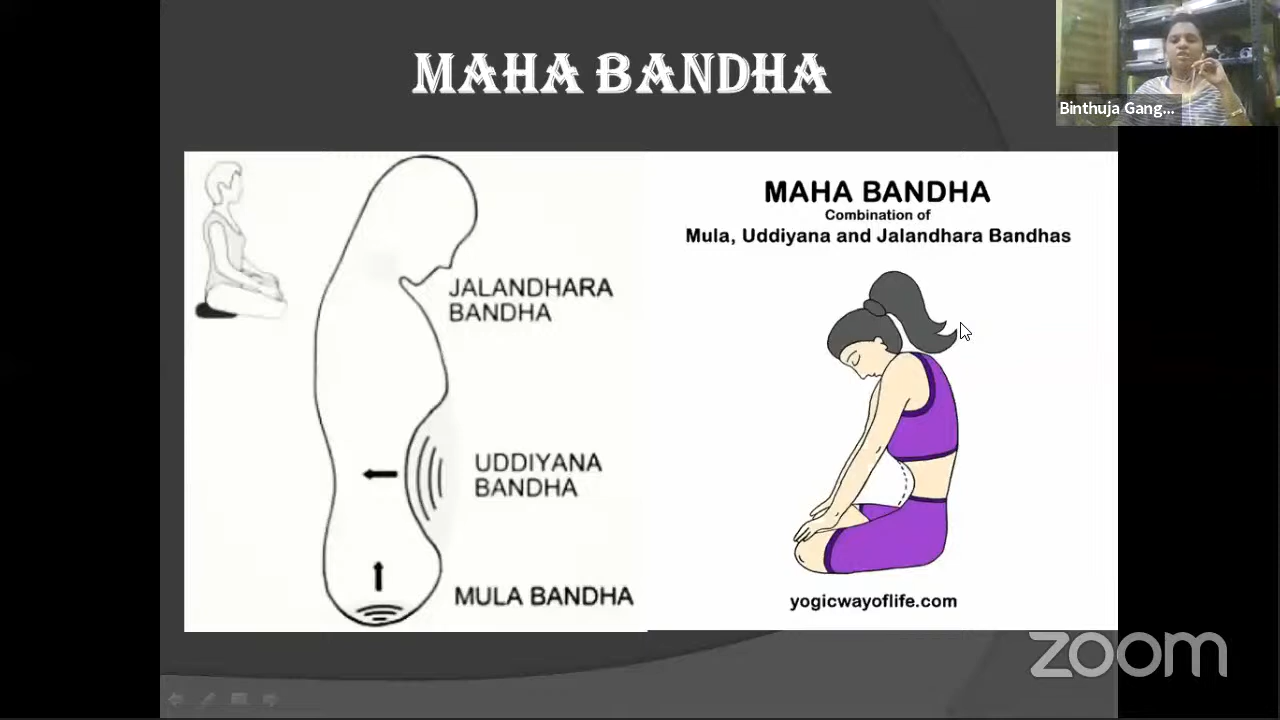 MAHA BANDHA
Binthuja Gang...
JALANDHARA
BANDHA
UDDIYANA
BANDHA
MULA BANDHA
MAHA BANDHA
Combination of
Mula, Uddiyana and Jalandhara Bandhas
yogicwayoflife.com
zoom